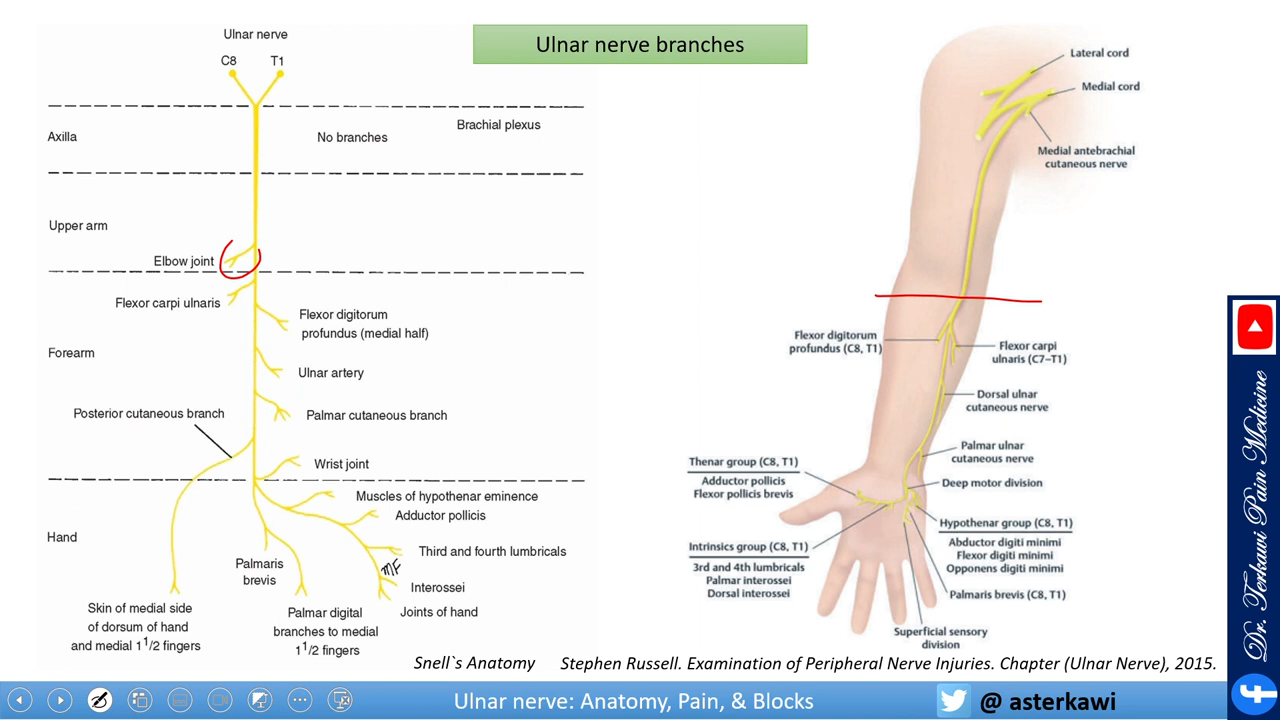 Ulnar nerve branches
Ulnar nerve
C8 T1
Axilla
No branches
Brachial plexus
Upper arm
Elbow joint
Flexor carpi ulnaris
Flexor digitorum
profundus (medial half)
Forearm
Ulnar artery
Posterior cutaneous branch
Palmar cutaneous branch
Wrist joint
Muscles of hypothenar eminence
Adductor pollicis
Hand
Third and fourth lumbricals
Palmaris
brevis
Interossei
Joints of hand
Skin of medial side
of dorsum of hand
and medial 1 1/2 fingers
Palmar digital
branches to medial
1 1/2 fingers
Lateral cord
Medial cord
Medial antebrachial
cutaneous nerve
Flexor digitorum
profundus (C8, T1)
Flexor carpi
ulnaris (C7–T1)
Dorsal ulnar
cutaneous nerve
Palmar ulnar
cutaneous nerve
Thenar group (C8, T1)
Adductor pollicis
Flexor pollicis brevis
Deep motor division
Hypothenar group (C8, T1)
Abductor digiti minimi
Flexor digiti minimi
Opponens digiti minimi
Intrinsics group (C8, T1)
3rd and 4th lumbricals
Palmar interossei
Dorsal interossei
Palmaris brevis (C8, T1)
Superficial sensory
division
Snell`s Anatomy
Stephen Russell. Examination of Peripheral Nerve Injuries. Chapter (Ulnar Nerve), 2015.
Ulnar nerve: Anatomy, Pain, & Blocks
@ asterkawi
Dr. Terkawi Pain Medicine